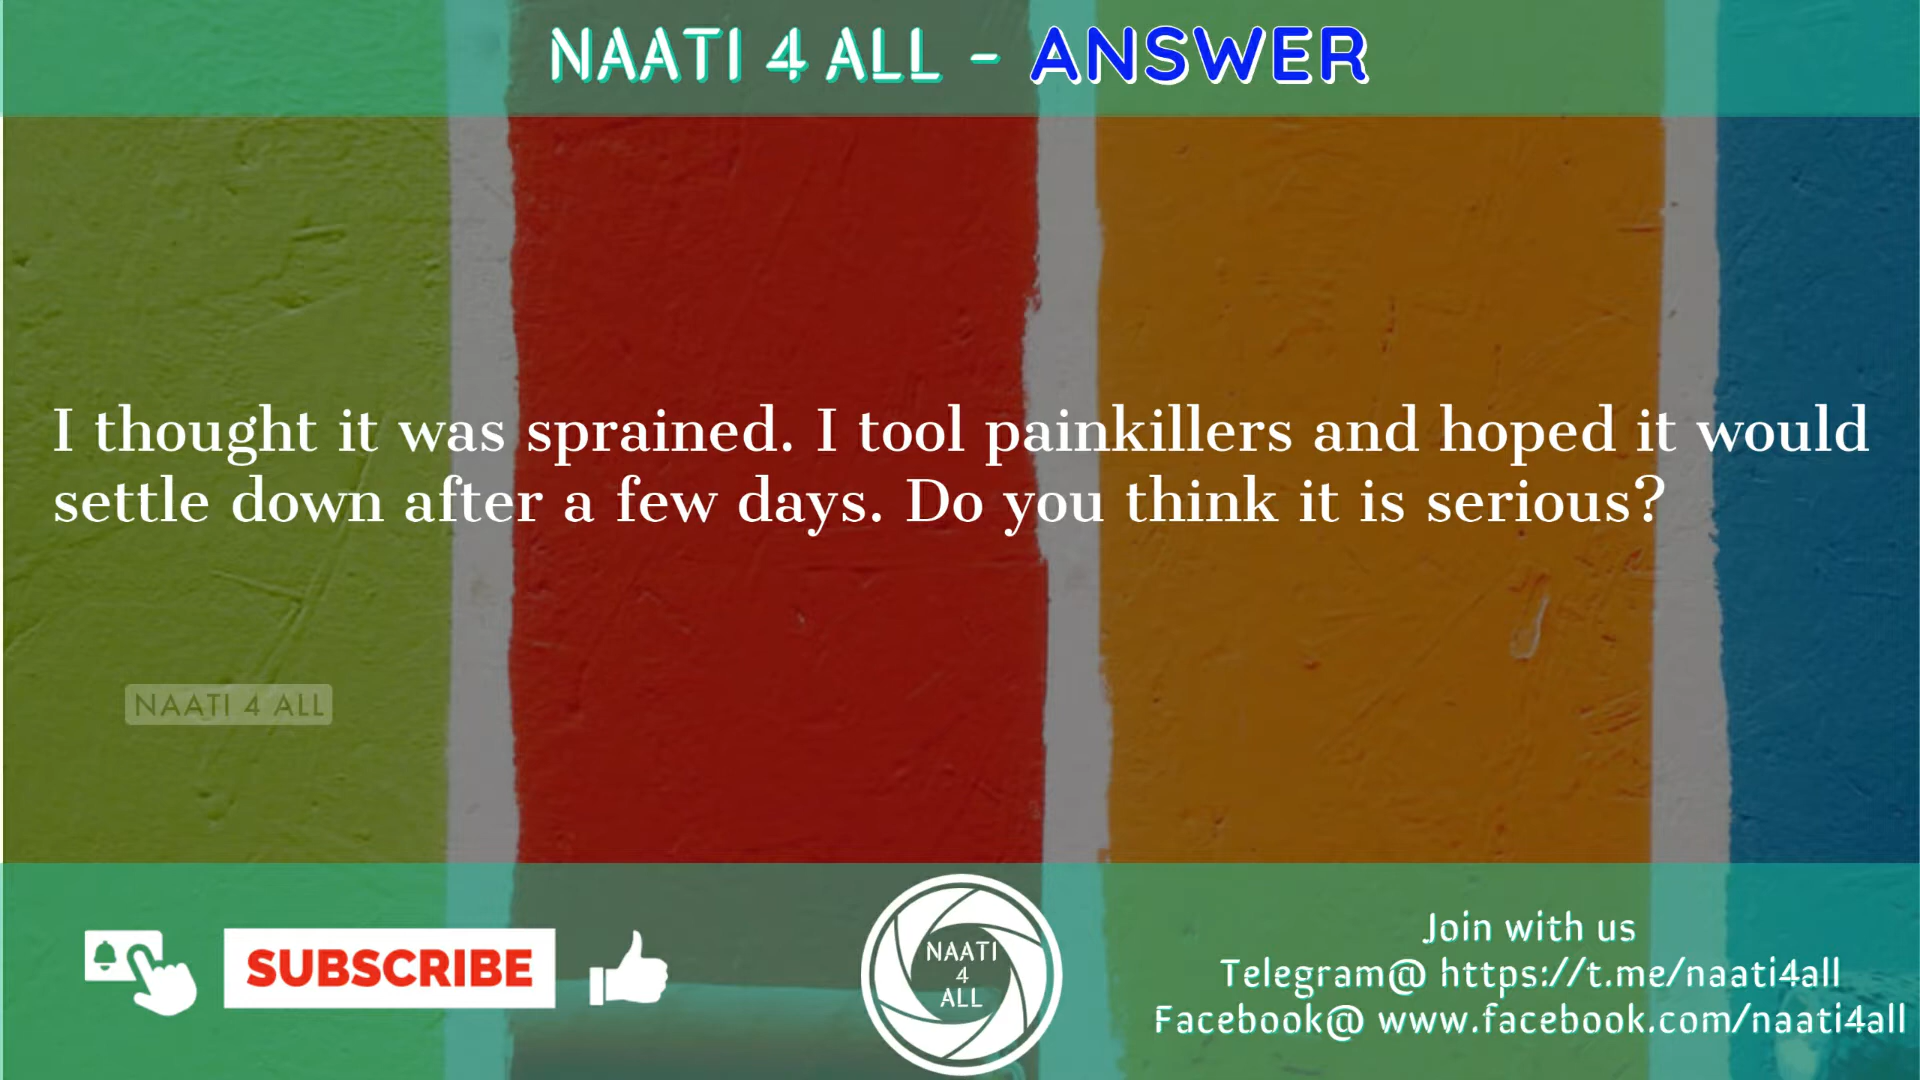 NAATI 4 ALL - ANSWER
I thought it was sprained. I tool painkillers and hoped it would
settle down after a few days. Do you think it is serious?
NAATI 4 ALL
SUBSCRIBE
NAATI
4
ALL
Join with us
Telegram@ https://t.me/naati4all
Facebook@ www.facebook.com/naati4all